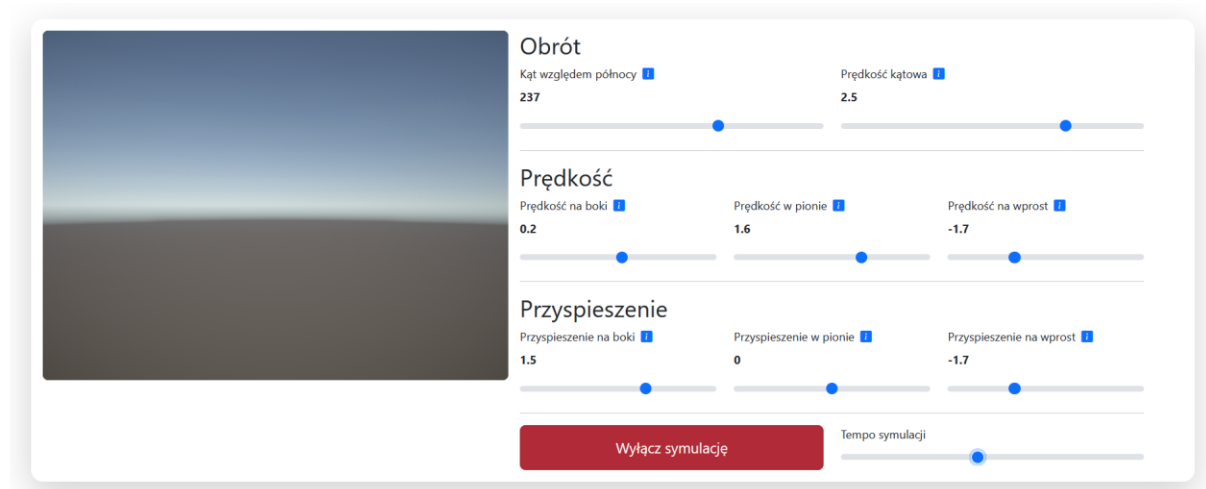 Obrót
Kąt względem północy i
237
Prędkość kątowa i
2.5
Prędkość
Prędkość na boki i
0.2
Prędkość w pionie i
1.6
Prędkość na wprost i
-1.7
Przyspieszenie
Przyspieszenie na boki i
1.5
Przyspieszenie w pionie i
0
Przyspieszenie na wprost i
-1.7
Wyłącz symulację
Tempo symulacji